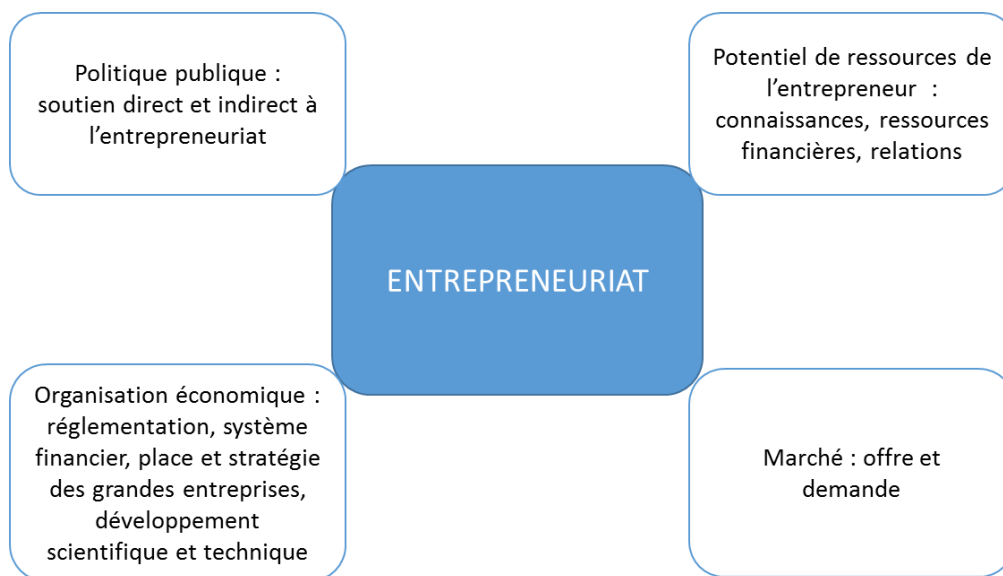 Politique publique :
soutien direct et indirect à
l’entrepreneuriat
Potentiel de ressources de
l’entrepreneur :
connaissances, ressources
financières, relations
ENTREPRENEURIAT
Organisation économique :
réglementation, système
financier, place et stratégie
des grandes entreprises,
développement
scientifique et technique
Marché : offre et
demande